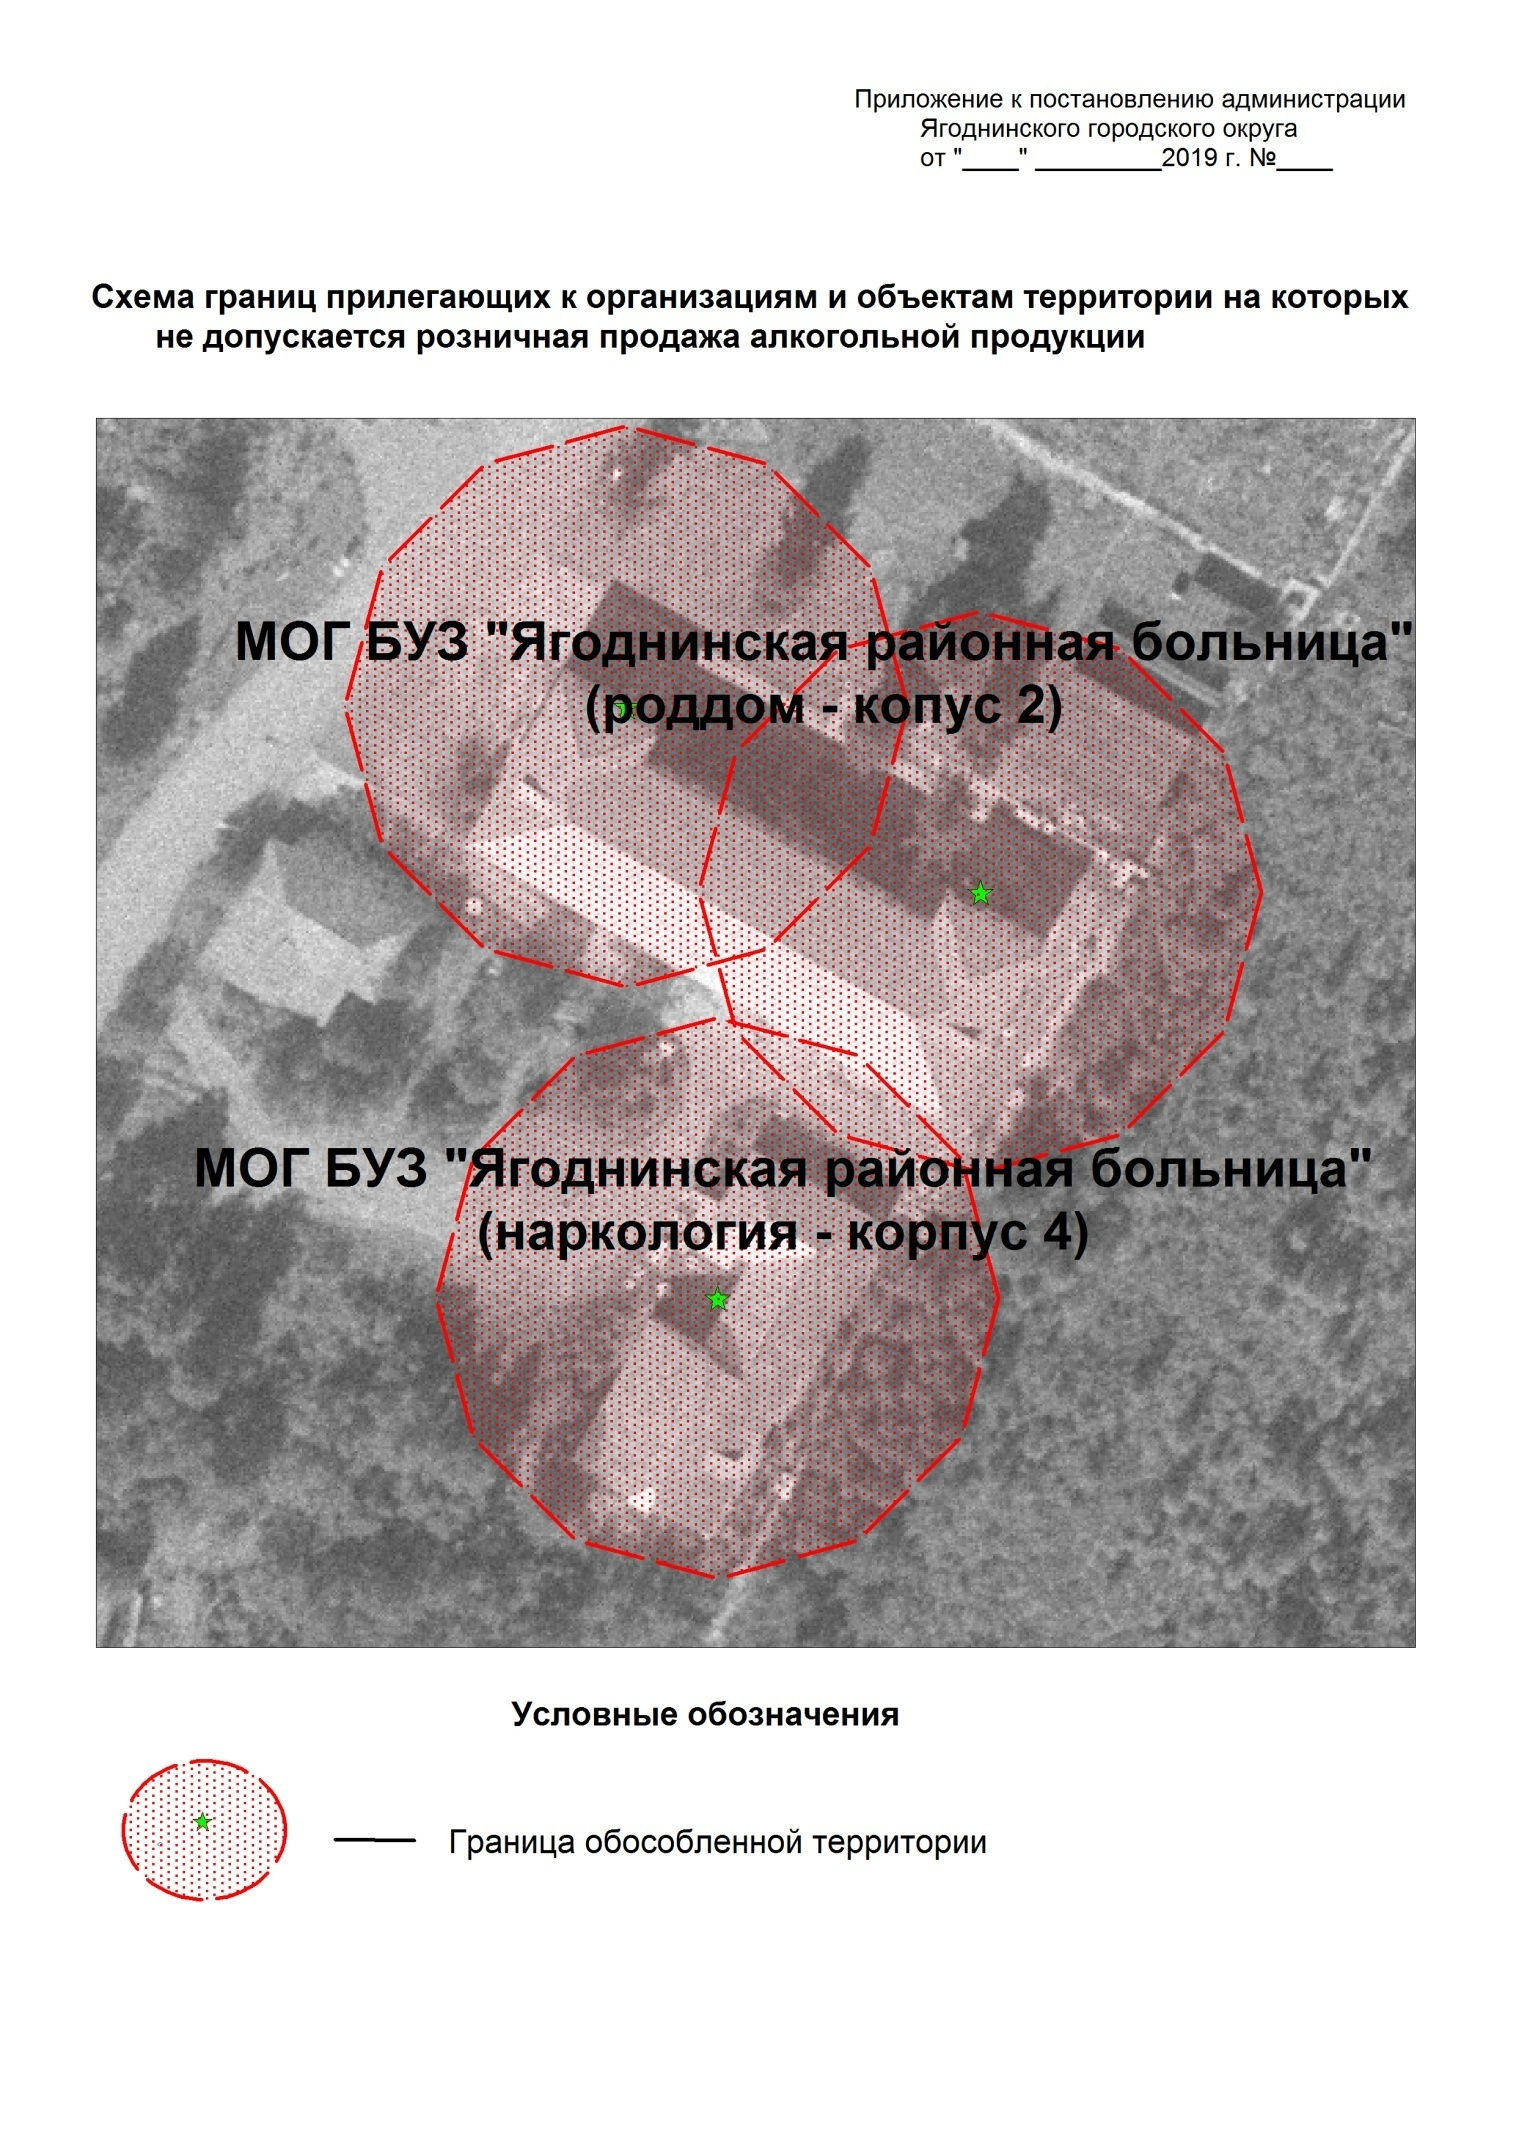 Приложение к постановлению администрации
Ягоднинского городского округа
от "____" _________2019 г. №____
Схема границ прилегающих к организациям и объектам территории на которых
не допускается розничная продажа алкогольной продукции
МОГ БУЗ "Ягоднинская районная больница"
(роддом - копус 2)
МОГ БУЗ "Ягоднинская районная больница"
(наркология - корпус 4)
Условные обозначения
Граница обособленной территории